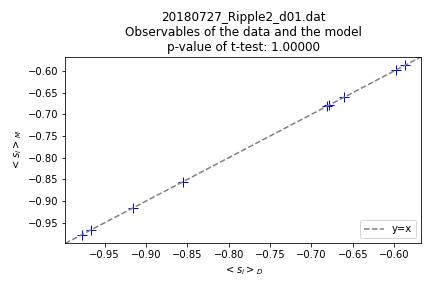 20180727_Ripple2_d01.dat
Observables of the data and the model
p-value of t-test: 1.00000
−0.60
−0.65
−0.70
−0.75
−0.80
−0.85
−0.90
−0.95
< s_i >_M
y=x
−0.95 −0.90 −0.85 −0.80 −0.75 −0.70 −0.65 −0.60
< s_i >_D